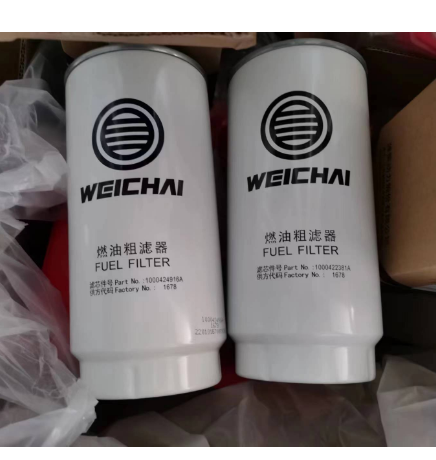 WEICHAI
燃油粗滤器
FUEL FILTER
滤芯件号 Part No. :1000424916A
供方代码 Factory No. : 1678
WEICHAI
燃油粗滤器
FUEL FILTER
滤芯件号 Part No. :1000422381A
供方代码 Factory No. : 1678